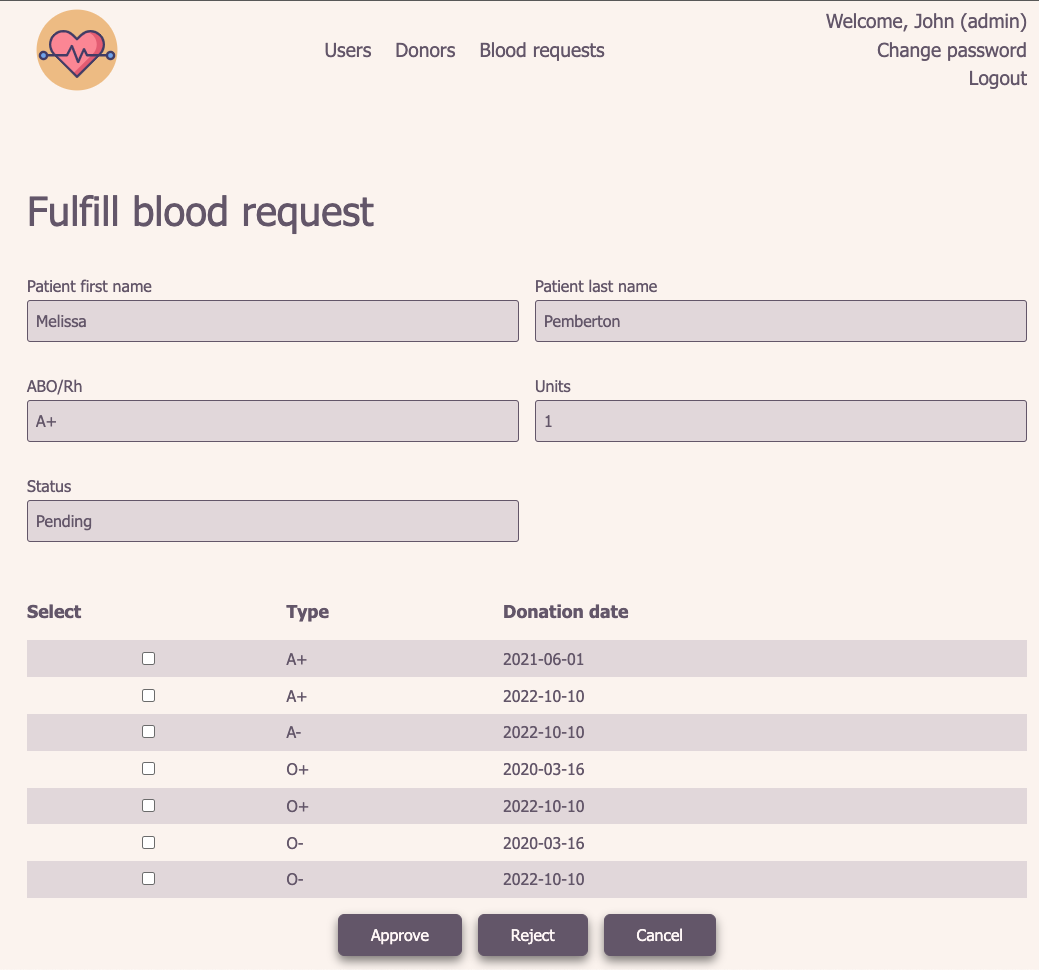 Welcome, John (admin)
Users Donors Blood requests Change password
Logout
Fulfill blood request
Patient first name Patient last name
Melissa Pemberton
ABO/Rh Units
A+ 1
Status
Pending
Select Type Donation date
A+ 2021-06-01
A+ 2022-10-10
A- 2022-10-10
O+ 2020-03-16
O+ 2022-10-10
O- 2020-03-16
O- 2022-10-10
Approve Reject Cancel